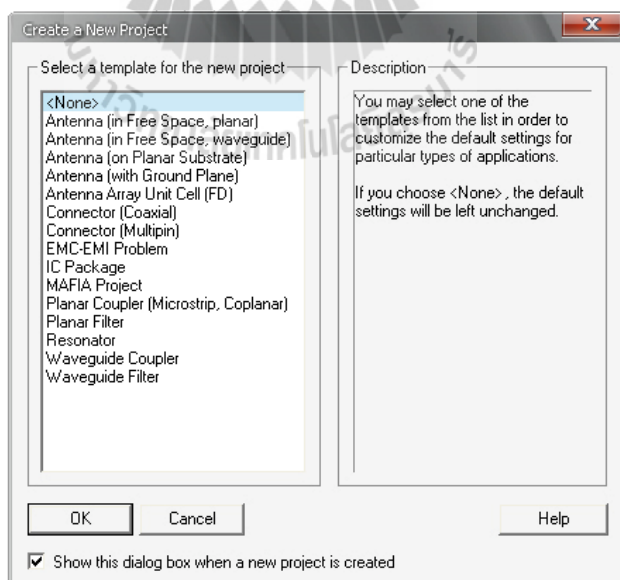 Create a New Project
Select a template for the new project
<None>
Antenna (in Free Space, planar)
Antenna (in Free Space, waveguide)
Antenna (on Planar Substrate)
Antenna (with Ground Plane)
Antenna Array Unit Cell (FD)
Connector (Coaxial)
Connector (Multipin)
EMC-EMI Problem
IC Package
MAFIA Project
Planar Coupler (Microstrip, Coplanar)
Planar Filter
Resonator
Waveguide Coupler
Waveguide Filter
Description
You may select one of the
templates from the list in order to
customize the default settings for
particular types of applications.
If you choose <None>, the default
settings will be left unchanged.
OK
Cancel
Help
Show this dialog box when a new project is created